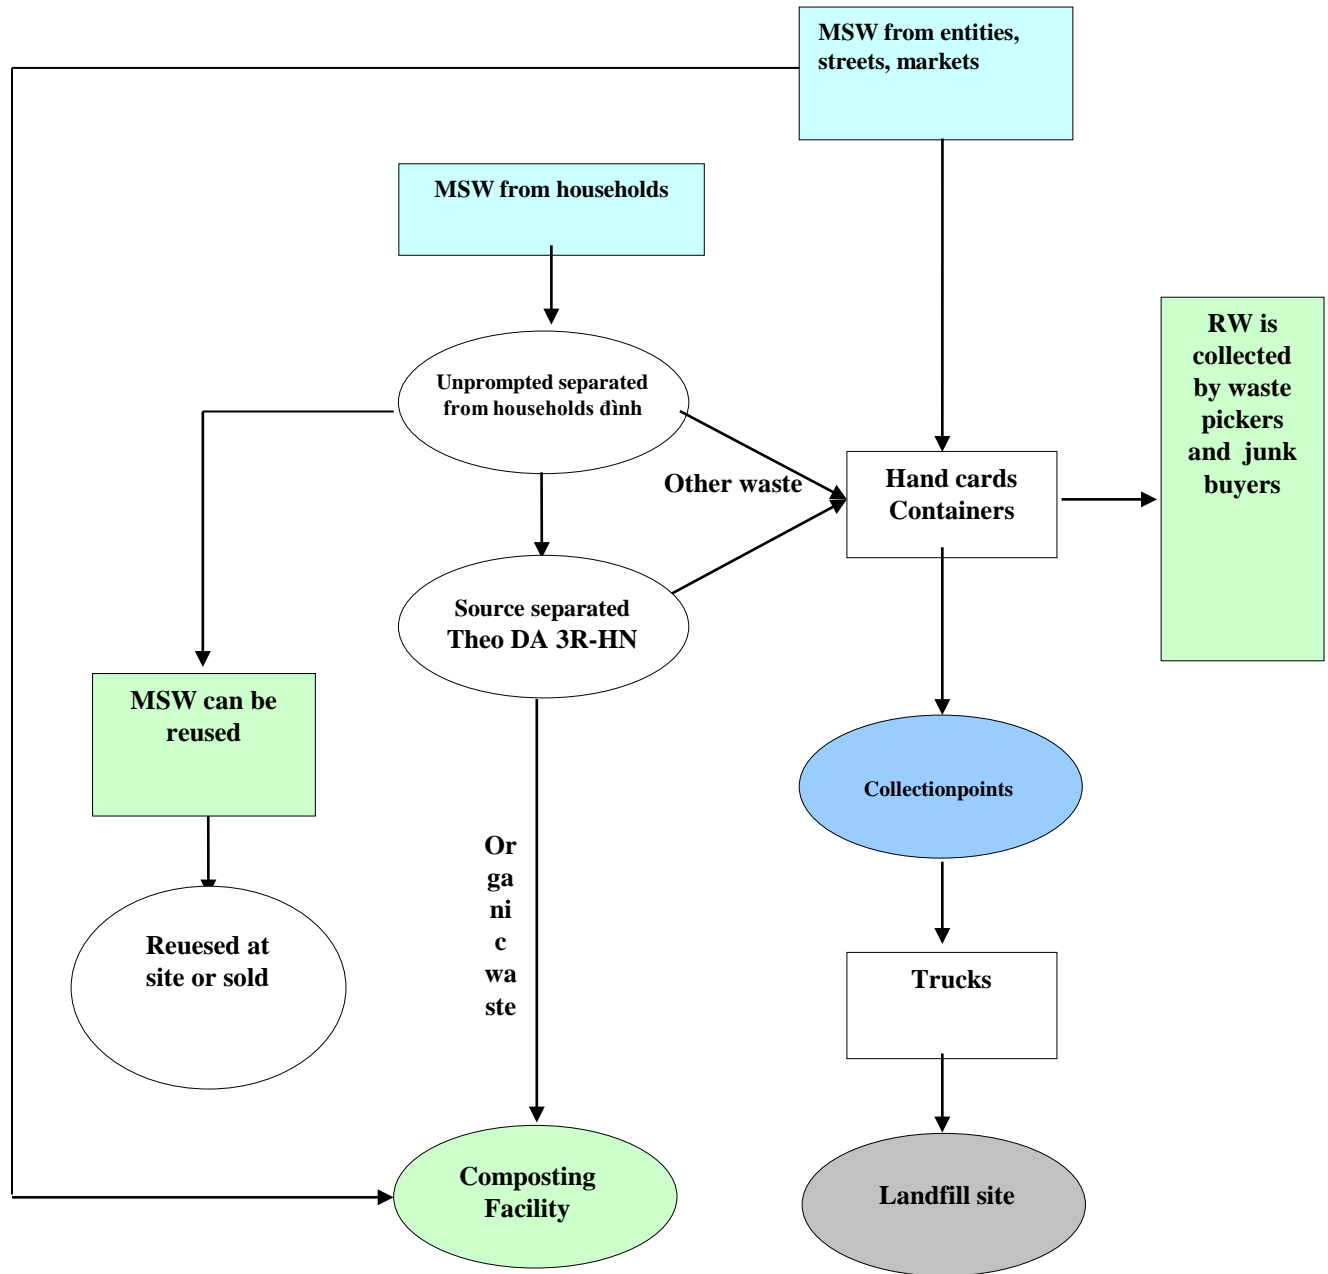 MSW from entities,
streets, markets
MSW from households
Unprompted separated
from households đình
Other waste
Hand cards
Containers
RW is
collected
by waste
pickers
and junk
buyers
Source separated
Theo DA 3R-HN
MSW can be
reused
Collectionpoints
Or
ga
ni
c
wa
ste
Reuesed at
site or sold
Trucks
Composting
Facility
Landfill site